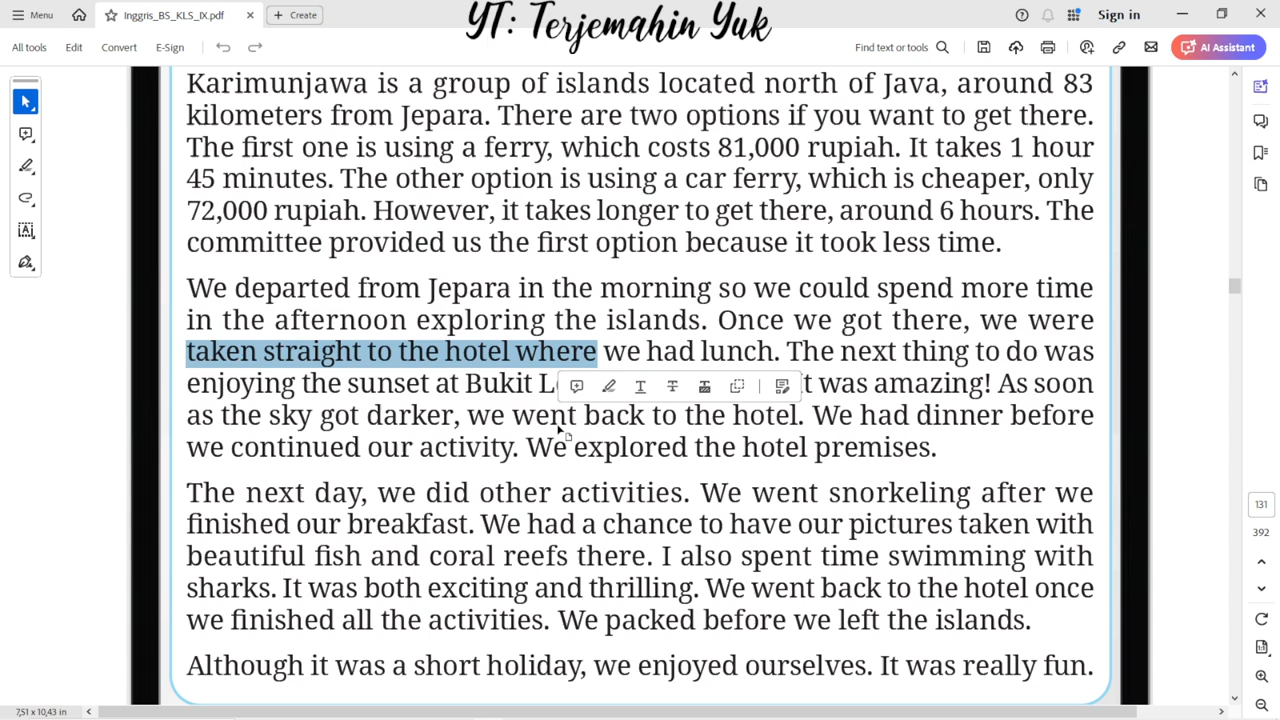 Menu
Inggris_BS_KLS_IX.pdf
Create
YT: Terjemahin Yuk
Sign in
All tools
Edit
Convert
E-Sign
Find text or tools
AI Assistant
Karimunjawa is a group of islands located north of Java, around 83
kilometers from Jepara. There are two options if you want to get there.
The first one is using a ferry, which costs 81,000 rupiah. It takes 1 hour
45 minutes. The other option is using a car ferry, which is cheaper, only
72,000 rupiah. However, it takes longer to get there, around 6 hours. The
committee provided us the first option because it took less time.
We departed from Jepara in the morning so we could spend more time
in the afternoon exploring the islands. Once we got there, we were
taken straight to the hotel where we had lunch. The next thing to do was
enjoying the sunset at Bukit L t was amazing! As soon
as the sky got darker, we went back to the hotel. We had dinner before
we continued our activity. We explored the hotel premises.
The next day, we did other activities. We went snorkeling after we
finished our breakfast. We had a chance to have our pictures taken with
beautiful fish and coral reefs there. I also spent time swimming with
sharks. It was both exciting and thrilling. We went back to the hotel once
we finished all the activities. We packed before we left the islands.
Although it was a short holiday, we enjoyed ourselves. It was really fun.
131
392
7,51 x 10,43 in